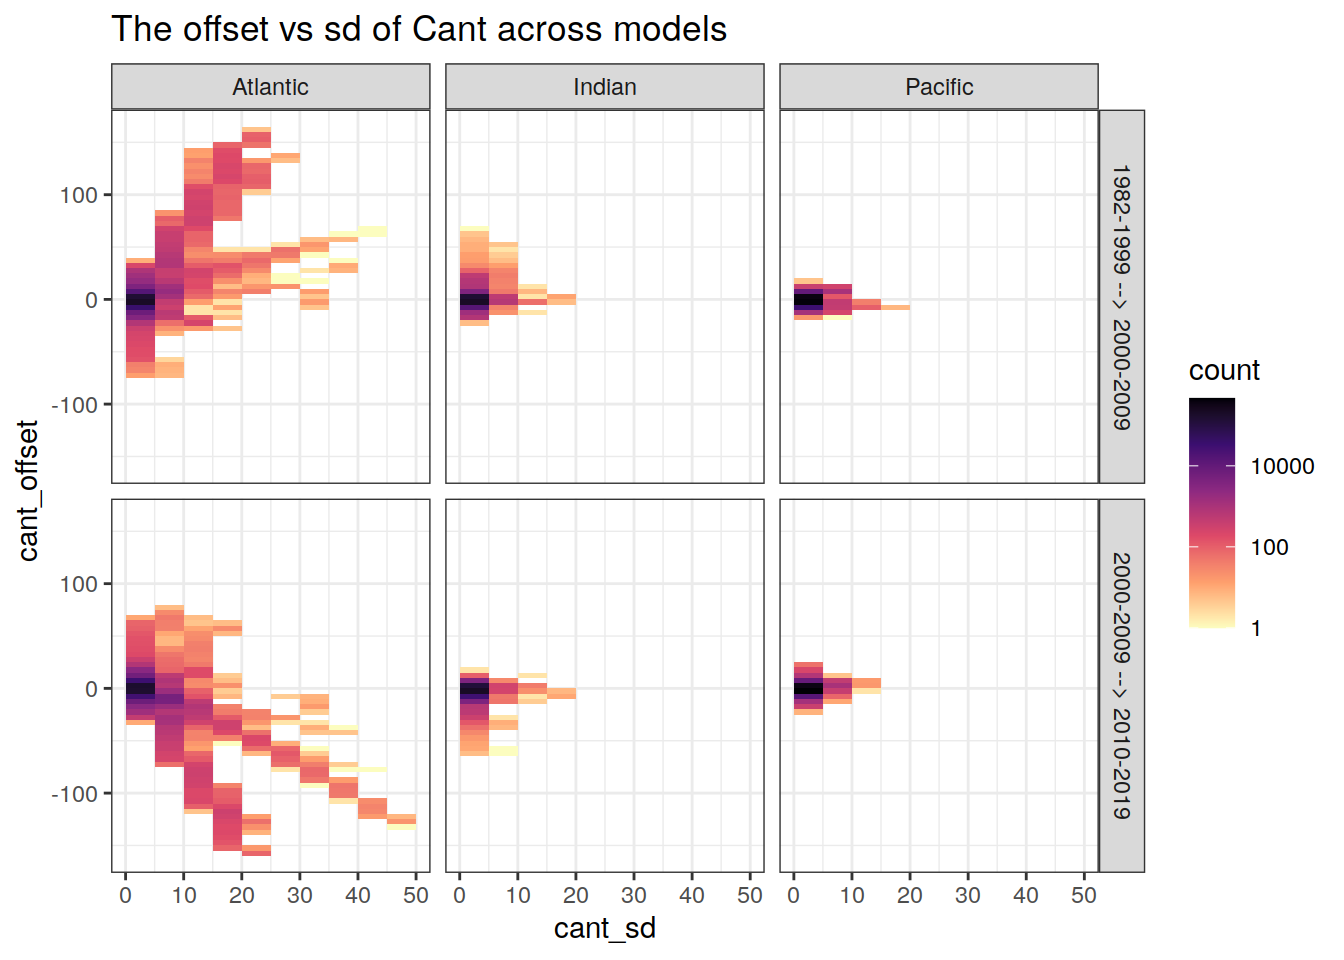 The offset vs sd of Cant across models
Atlantic
Indian
Pacific
1982-1999 --> 2000-2009
2000-2009 --> 2010-2019
cant_offset
100
0
-100
100
0
-100
0 10 20 30 40 50
0 10 20 30 40 50
0 10 20 30 40 50
cant_sd
count
10000
100
1